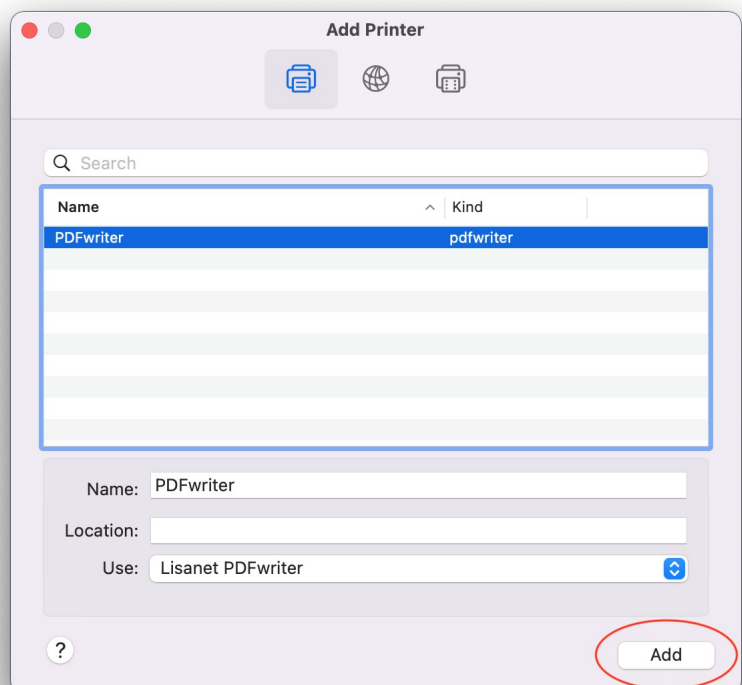 Add Printer
Search
Name Kind
PDFwriter pdfwriter
Name: PDFwriter
Location:
Use: Lisanet PDFwriter
? Add